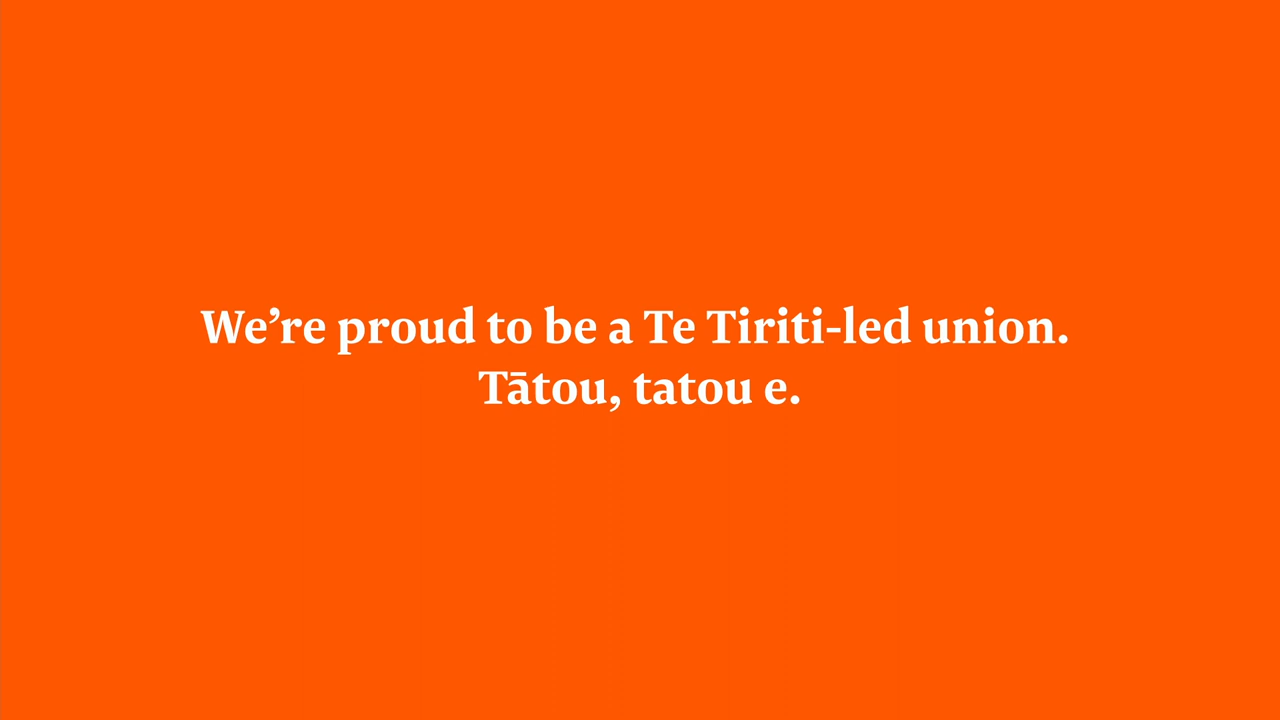 We’re proud to be a Te Tiriti-led union.
Tātou, tatou e.